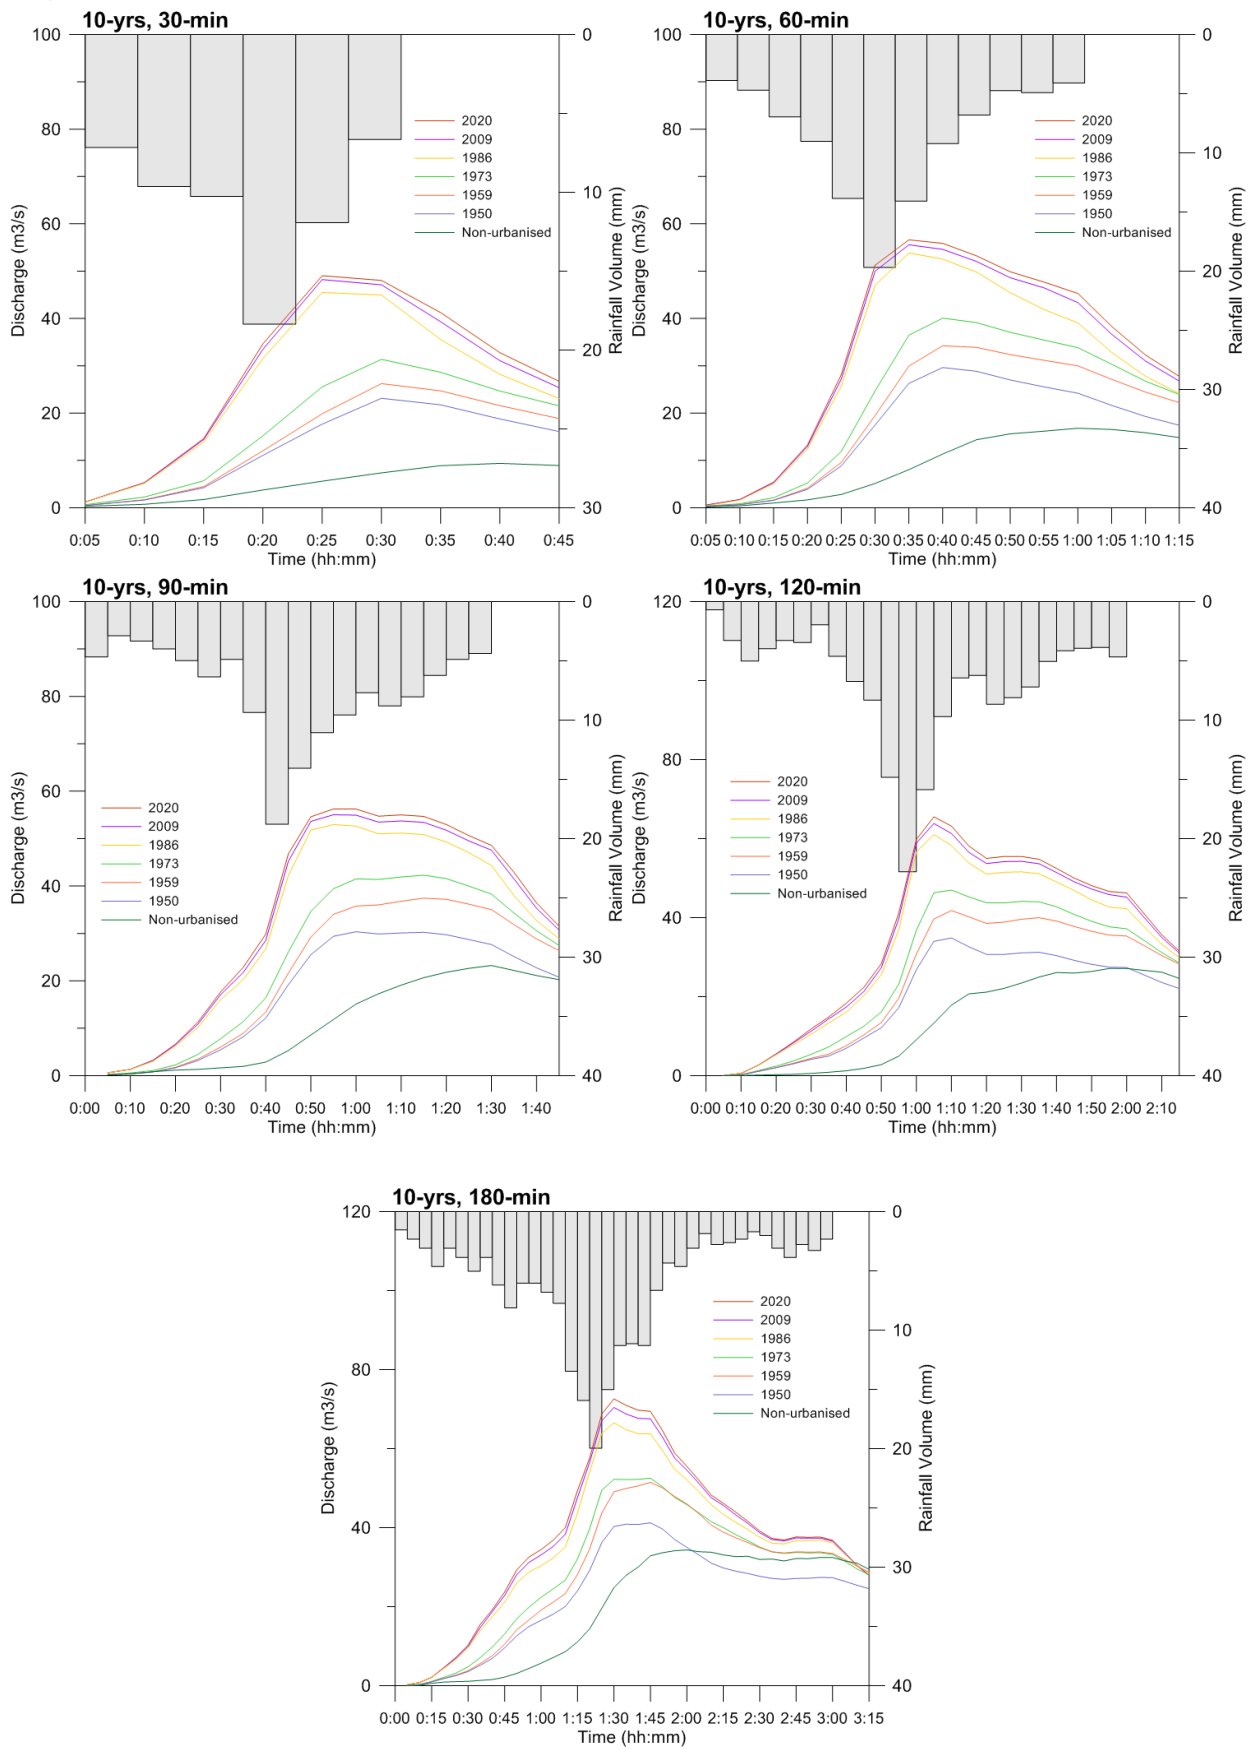 10-yrs, 30-min
100
80
60
40
20
0
Discharge (m3/s)
0
10
20
30
Rainfall Volume (mm)
2020
2009
1986
1973
1959
1950
Non-urbanised
0:05 0:10 0:15 0:20 0:25 0:30 0:35 0:40 0:45
Time (hh:mm)
10-yrs, 60-min
100
80
60
40
20
0
Discharge (m3/s)
0
10
20
30
40
Rainfall Volume (mm)
2020
2009
1986
1973
1959
1950
Non-urbanised
0:05 0:10 0:15 0:20 0:25 0:30 0:35 0:40 0:45 0:50 0:55 1:00 1:05 1:10 1:15
Time (hh:mm)
10-yrs, 90-min
100
80
60
40
20
0
Discharge (m3/s)
0
10
20
30
40
Rainfall Volume (mm)
2020
2009
1986
1973
1959
1950
Non-urbanised
0:00 0:10 0:20 0:30 0:40 0:50 1:00 1:10 1:20 1:30 1:40
Time (hh:mm)
10-yrs, 120-min
120
80
40
0
Discharge (m3/s)
0
10
20
30
40
Rainfall Volume (mm)
2020
2009
1986
1973
1959
1950
Non-urbanised
0:00 0:10 0:20 0:30 0:40 0:50 1:00 1:10 1:20 1:30 1:40 1:50 2:00 2:10
Time (hh:mm)
10-yrs, 180-min
120
80
40
0
Discharge (m3/s)
0
10
20
30
40
Rainfall Volume (mm)
2020
2009
1986
1973
1959
1950
Non-urbanised
0:00 0:15 0:30 0:45 1:00 1:15 1:30 1:45 2:00 2:15 2:30 2:45 3:00 3:15
Time (hh:mm)